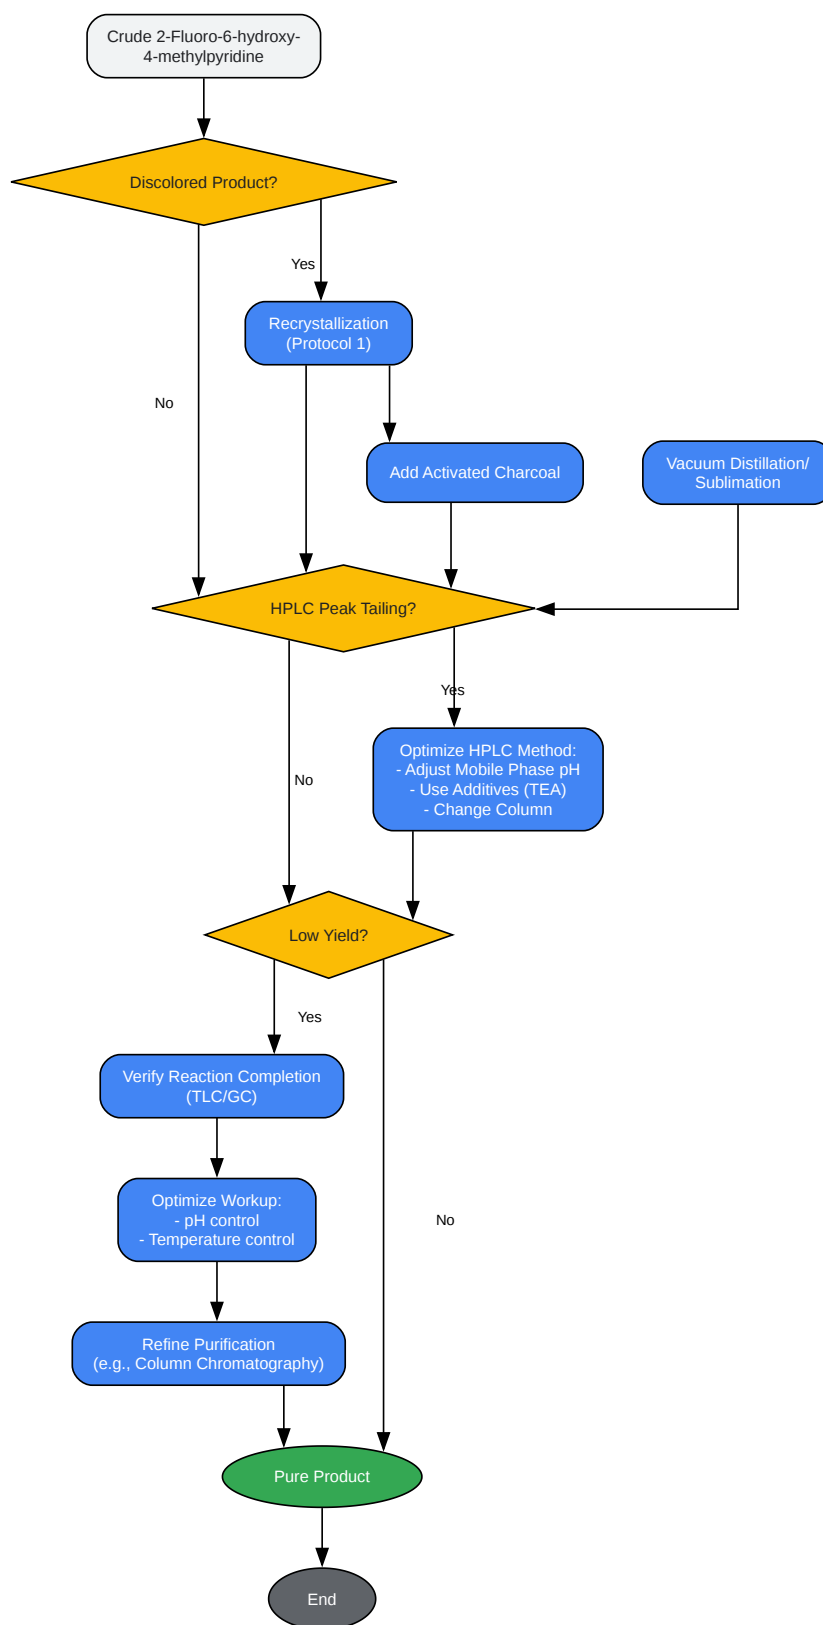 Crude 2-Fluoro-6-hydroxy-
4-methylpyridine
Discolored Product?
Yes
Recrystallization
(Protocol 1)
No
Add Activated Charcoal
Vacuum Distillation/
Sublimation
HPLC Peak Tailing?
Yes
Optimize HPLC Method:
- Adjust Mobile Phase pH
- Use Additives (TEA)
- Change Column
No
Low Yield?
Yes
Verify Reaction Completion
(TLC/GC)
Optimize Workup:
- pH control
- Temperature control
No
Refine Purification
(e.g., Column Chromatography)
Pure Product
End